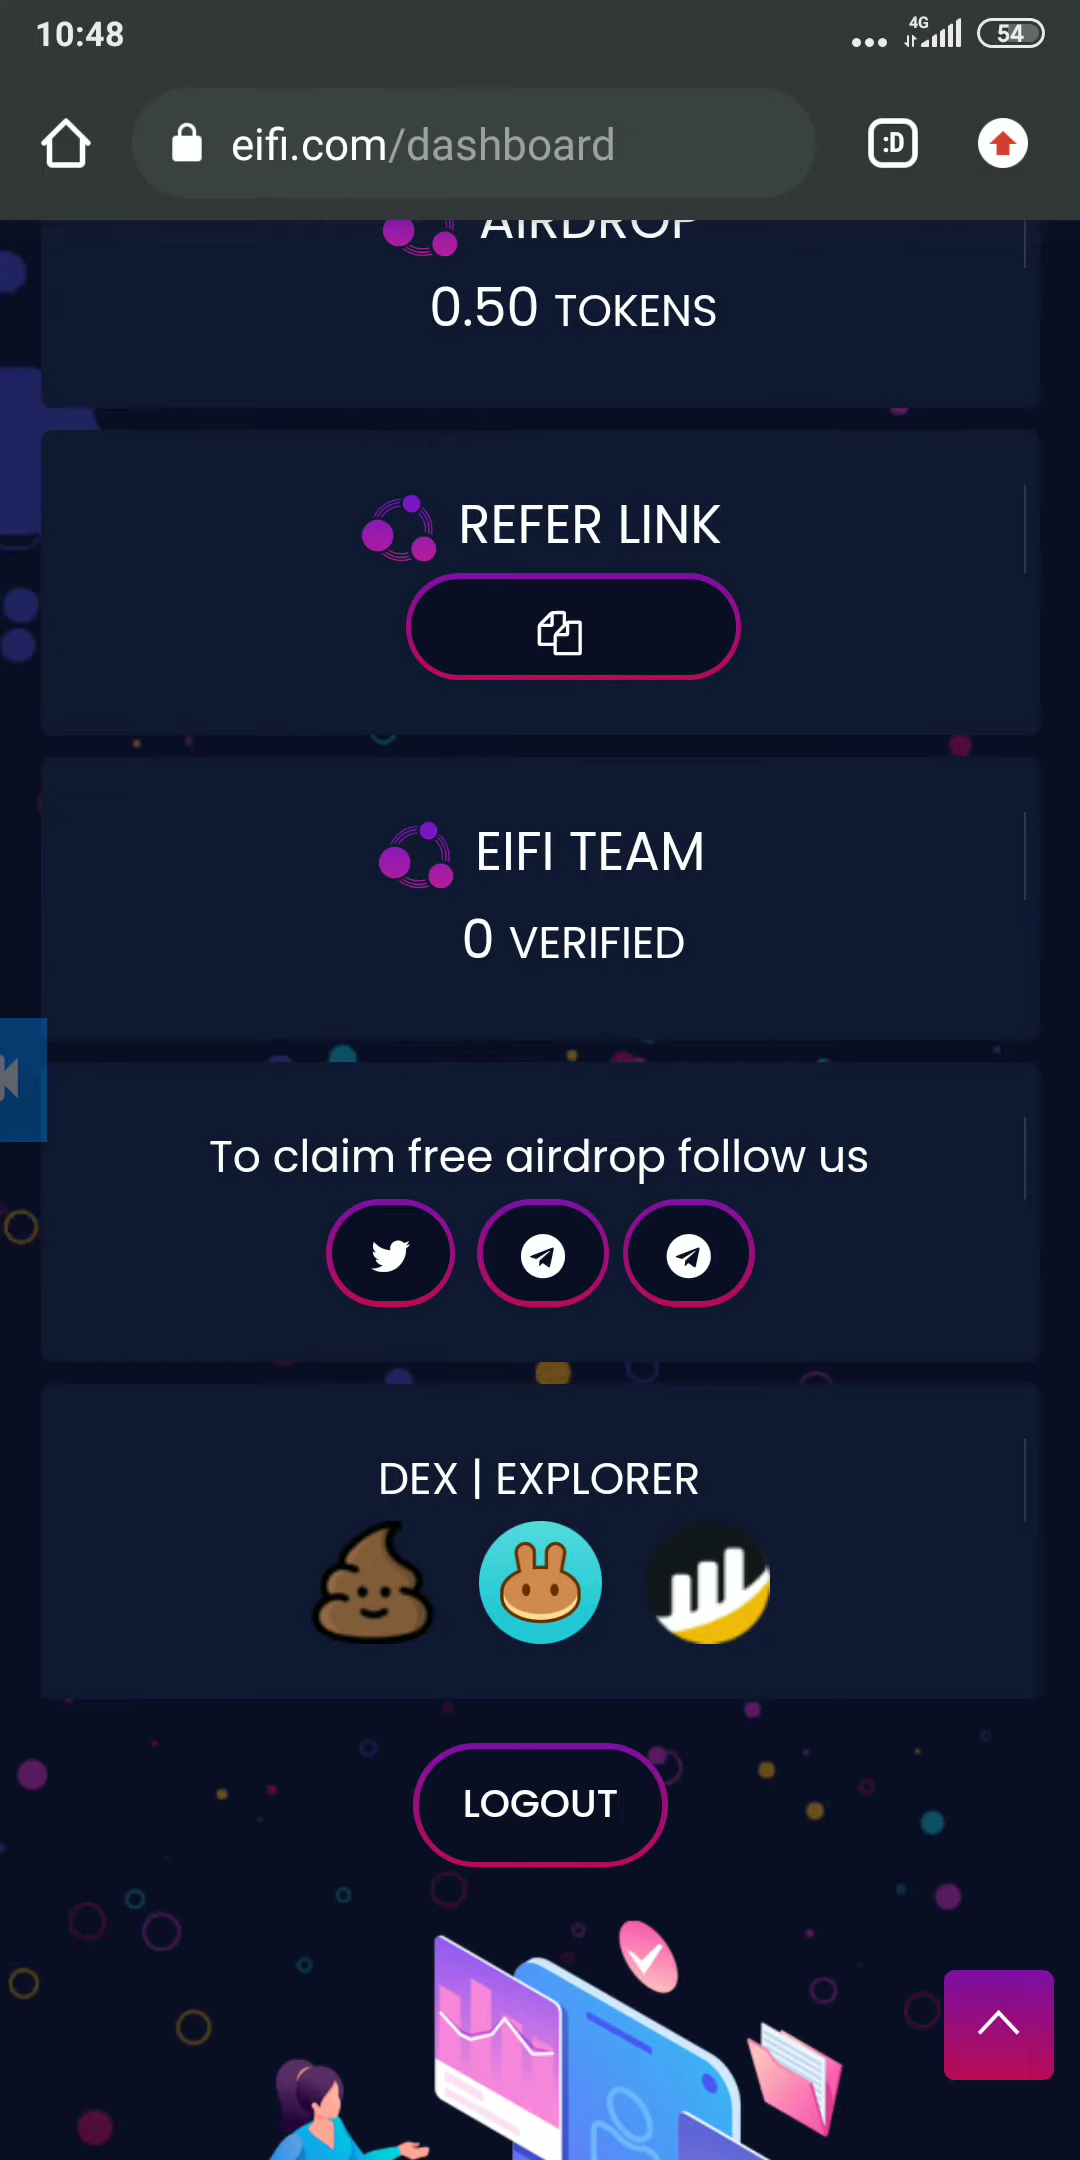 10:48
4G
54
eifi.com/dashboard
:D
AIRDROP
0.50 TOKENS
REFER LINK
EIFI TEAM
0 VERIFIED
To claim free airdrop follow us
DEX | EXPLORER
LOGOUT